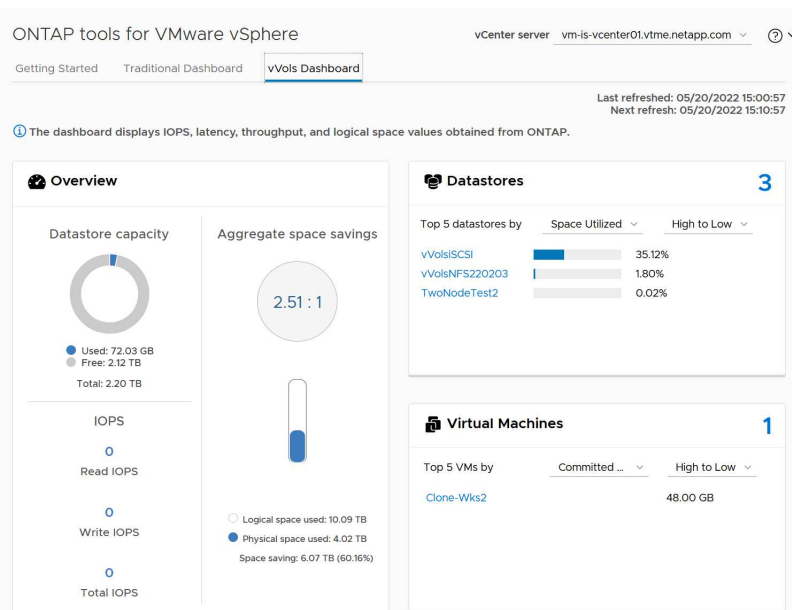 ONTAP tools for VMware vSphere
vCenter server vm-is-vcenter01.vtme.netapp.com
Getting Started Traditional Dashboard vVols Dashboard
Last refreshed: 05/20/2022 15:00:57
Next refresh: 05/20/2022 15:10:57
The dashboard displays IOPS, latency, throughput, and logical space values obtained from ONTAP.
Overview
Datastore capacity
Used: 72.03 GB
Free: 2.12 TB
Total: 2.20 TB
IOPS
0
Read IOPS
0
Write IOPS
0
Total IOPS
Aggregate space savings
2.51 : 1
Logical space used: 10.09 TB
Physical space used: 4.02 TB
Space saving: 6.07 TB (60.16%)
Datastores 3
Top 5 datastores by Space Utilized High to Low
vVolsiSCSI 35.12%
vVolsNFS220203 1.80%
TwoNodeTest2 0.02%
Virtual Machines 1
Top 5 VMs by Committed ... High to Low
Clone-Wks2 48.00 GB